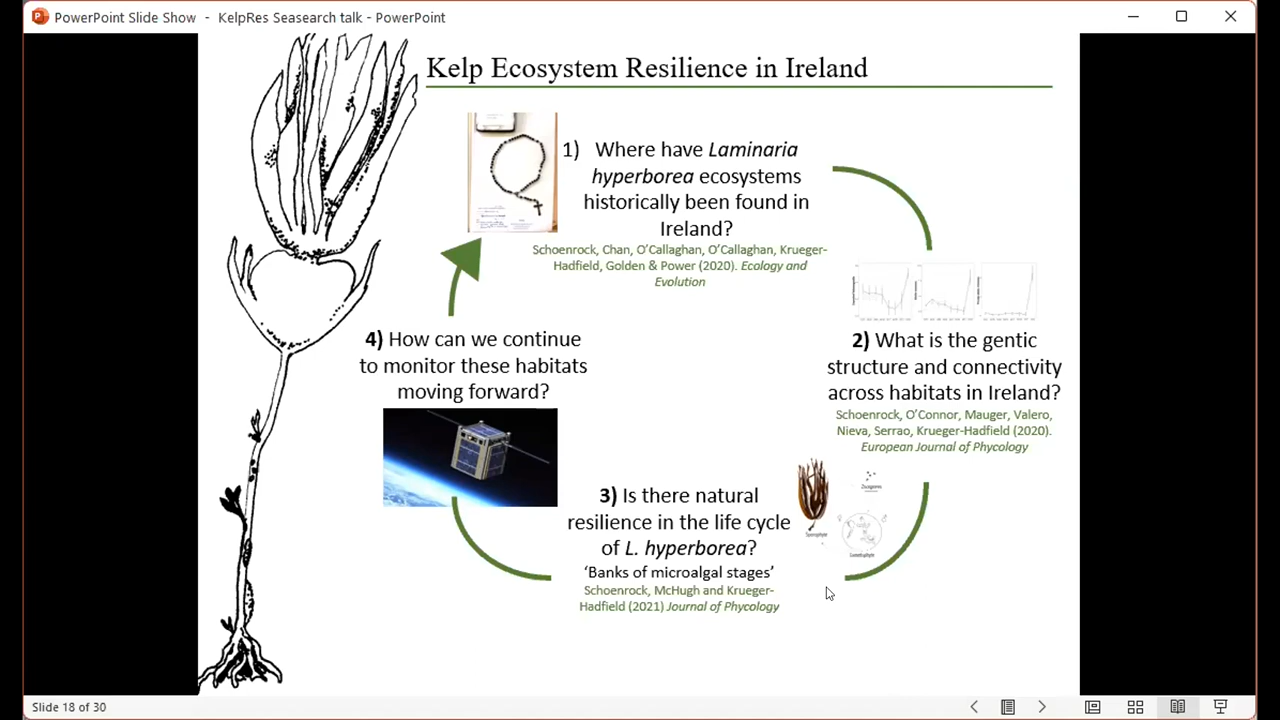 PowerPoint Slide Show - KelpRes Seasearch talk - PowerPoint
Kelp Ecosystem Resilience in Ireland
1) Where have Laminaria
hyperborea ecosystems
historically been found in
Ireland?
Schoenrock, Chan, O'Callaghan, O'Callaghan, Krueger-
Hadfield, Golden & Power (2020). Ecology and
Evolution
2) What is the gentic
structure and connectivity
across habitats in Ireland?
Schoenrock, O'Connor, Mauger, Valero,
Nieva, Serrao, Krueger-Hadfield (2020).
European Journal of Phycology
3) Is there natural
resilience in the life cycle
of L. hyperborea?
'Banks of microalgal stages'
Schoenrock, McHugh and Krueger-
Hadfield (2021) Journal of Phycology
Zoospores
Sporophyte
Gametophyte
4) How can we continue
to monitor these habitats
moving forward?
Slide 18 of 30